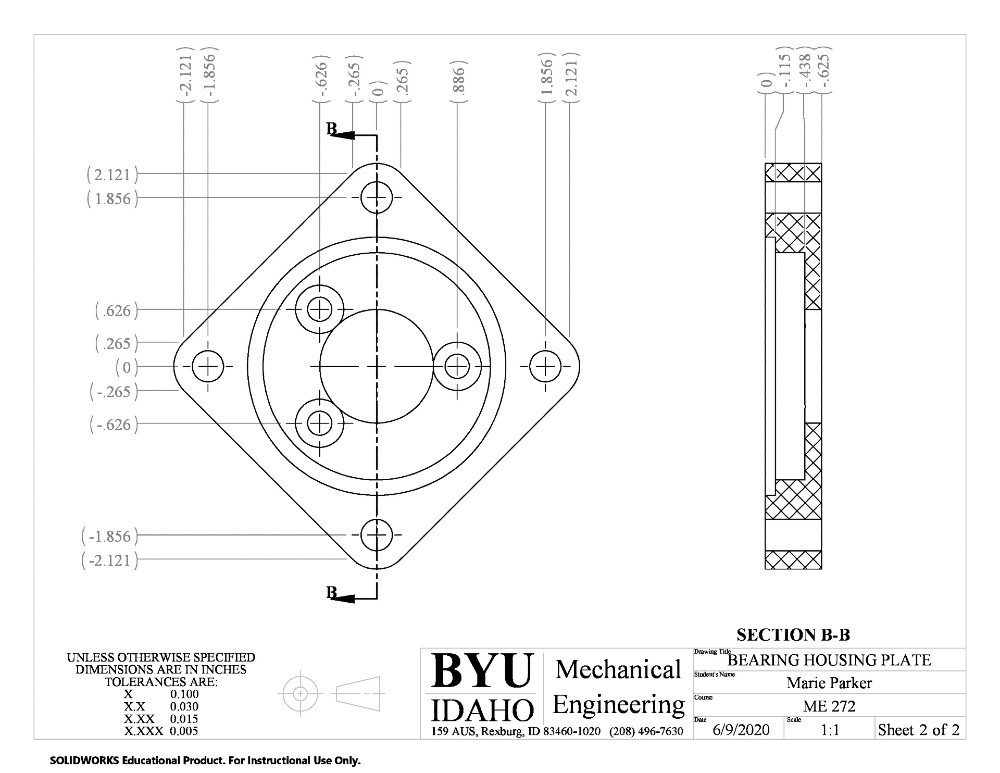 (-2.121)
(-1.856)
(-.626)
(-.265)
(0)
(.265)
(.886)
(1.856)
(2.121)
(0)
(-.115)
(-.438)
(-.625)
B
(2.121)
(1.856)
(.626)
(.265)
(0)
(-.265)
(-.626)
(-1.856)
(-2.121)
B
SECTION B-B
UNLESS OTHERWISE SPECIFIED
DIMENSIONS ARE IN INCHES
TOLERANCES ARE:
X 0.100
X.X 0.030
X.XX 0.015
X.XXX 0.005
BYU
IDAHO
Mechanical
Engineering
159 AUS, Rexburg, ID 83460-1020 (208) 496-7630
Drawing Title
BEARING HOUSING PLATE
Student's Name
Marie Parker
Course
ME 272
Date
6/9/2020
Scale
1:1
Sheet 2 of 2
SOLIDWORKS Educational Product. For Instructional Use Only.